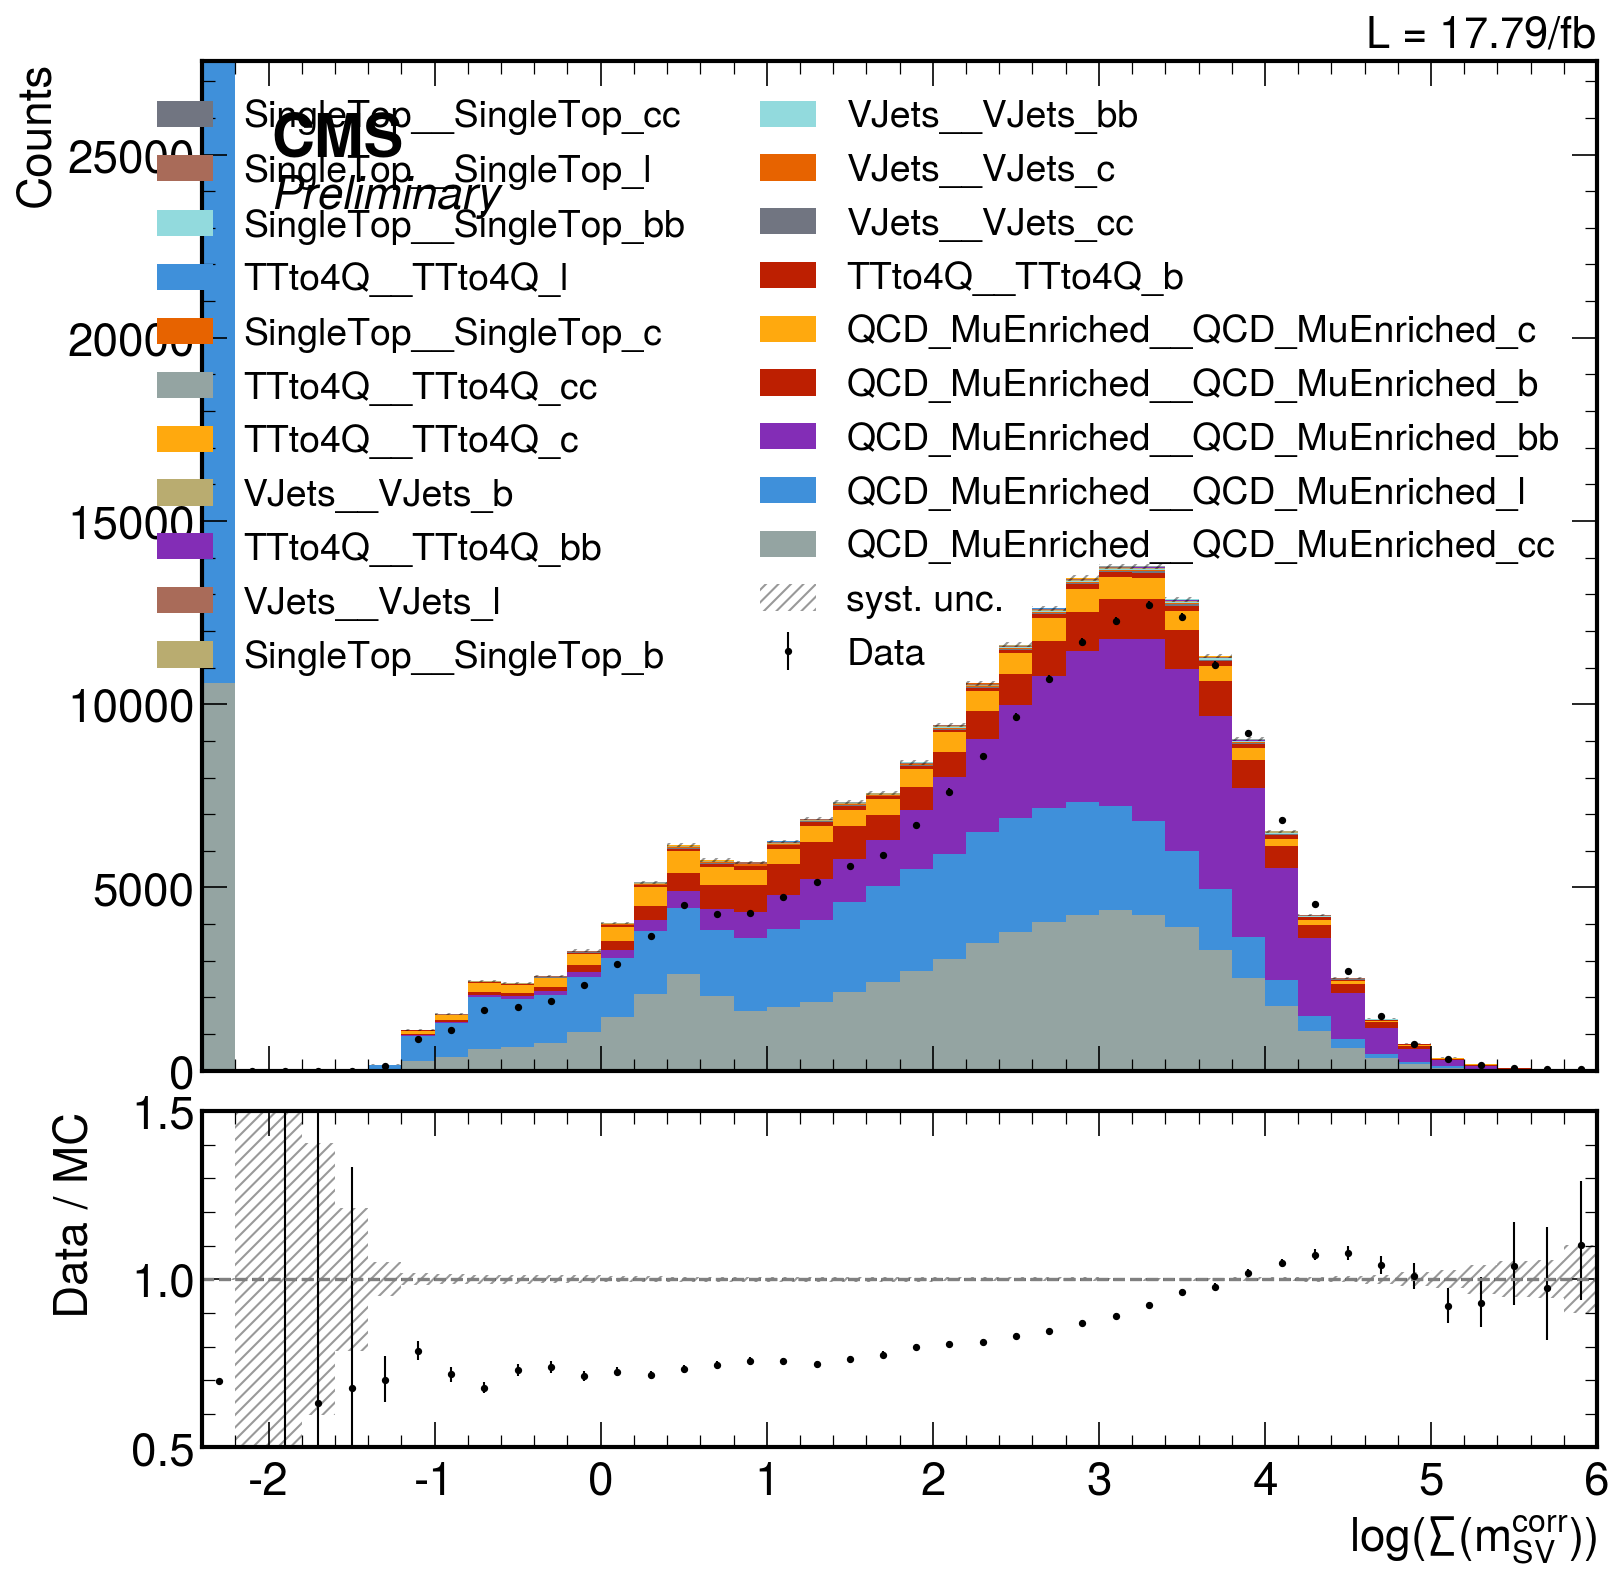 L = 17.79/fb
Counts
CMS
Preliminary
SingleTop__SingleTop_cc
SingleTop__SingleTop_l
SingleTop__SingleTop_bb
TTto4Q__TTto4Q_l
SingleTop__SingleTop_c
TTto4Q__TTto4Q_cc
TTto4Q__TTto4Q_c
VJets__VJets_b
TTto4Q__TTto4Q_bb
VJets__VJets_l
SingleTop__SingleTop_b
VJets__VJets_bb
VJets__VJets_c
VJets__VJets_cc
TTto4Q__TTto4Q_b
QCD_MuEnriched__QCD_MuEnriched_c
QCD_MuEnriched__QCD_MuEnriched_b
QCD_MuEnriched__QCD_MuEnriched_bb
QCD_MuEnriched__QCD_MuEnriched_l
QCD_MuEnriched__QCD_MuEnriched_cc
syst. unc.
Data
25000
20000
15000
10000
5000
0
Data / MC
1.5
1.0
0.5
-2 -1 0 1 2 3 4 5 6
log(∑(m_SV^corr))